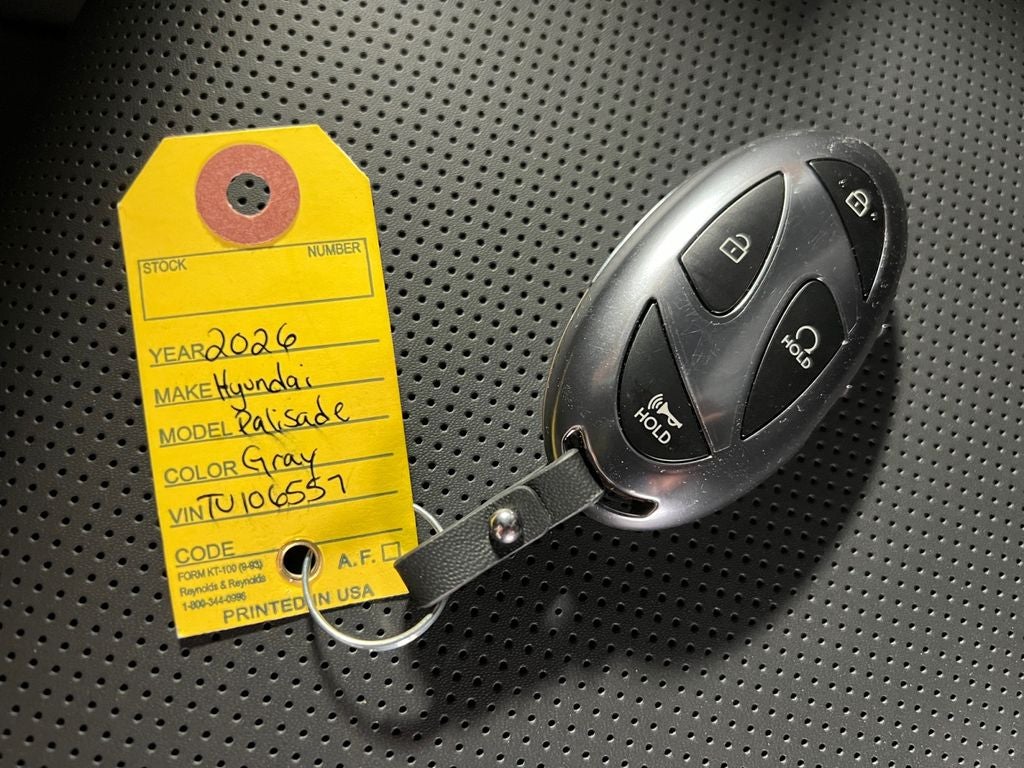 STOCK NUMBER
YEAR 2026
MAKE Hyundai
MODEL Palisade
COLOR Gray
VIN TU106557
CODE
A.F.
FORM KT-100 (9-93)
Reynolds & Reynolds
1-800-344-0996
PRINTED IN USA
HOLD
HOLD